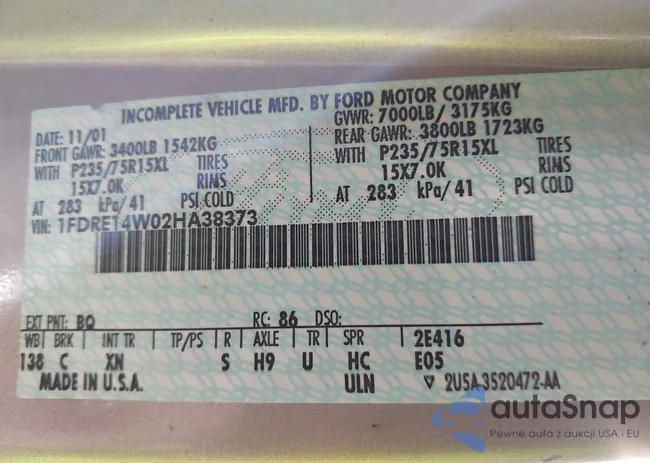 INCOMPLETE VEHICLE MFD. BY FORD MOTOR COMPANY
DATE: 11/01
GVWR: 7000LB/ 3175KG
FRONT GAWR: 3400LB 1542KG
REAR GAWR: 3800LB 1723KG
WITH P235/75R15XL TIRES
WITH P235/75R15XL TIRES
15X7.0K RIMS
15X7.0K RIMS
AT 283 kPa/41 PSI COLD
AT 283 kPa/41 PSI COLD
VIN: 1FDRE14W02HA38373
EXT PNT: BQ RC: 86 DSO:
WB BRK INT TR TP/PS R AXLE TR SPR 2E416
138 C XN S H9 U HC E05
MADE IN U.S.A. ULN ▽ 2U5A-3520472-AA
autaSnap
Pewne auta z aukcji USA i EU